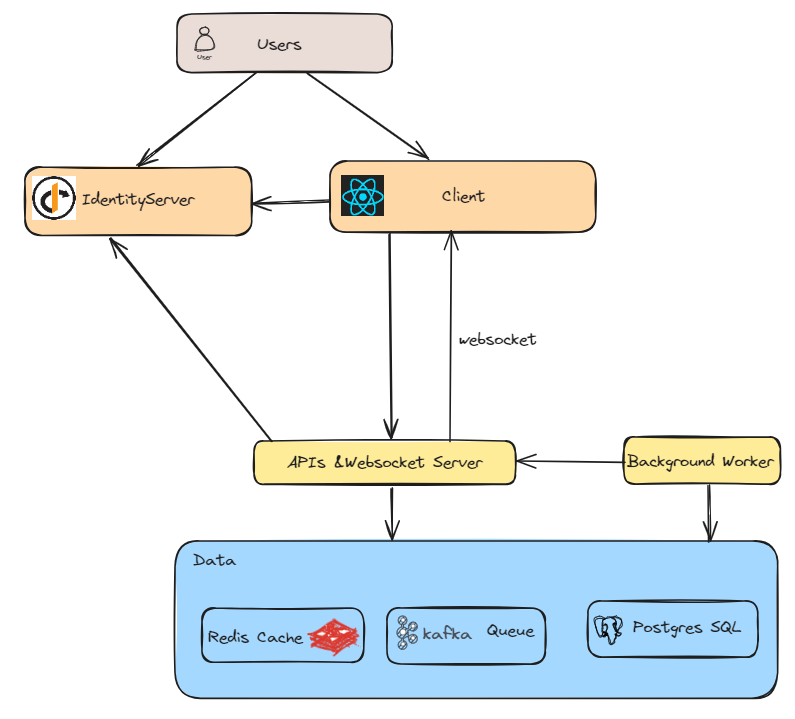 Users
User
IdentityServer
Client
websocket
APIs &Websocket Server
Background Worker
Data
Redis Cache
kafka Queue
Postgres SQL